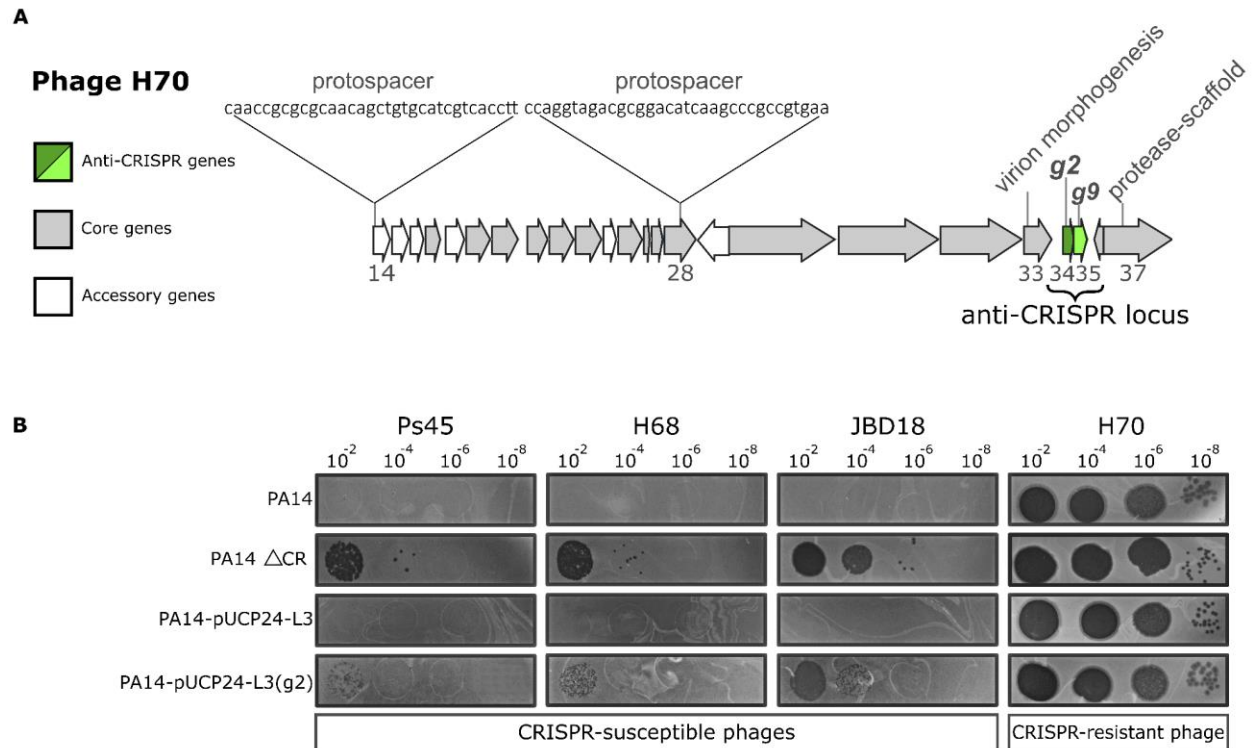 A
Phage H70
protospacer protospacer
caaccgcgcgcaacagctgtgcatcgtcacctt ccaggtagacgcggacatcaagcccgccgtgaa
Anti-CRISPR genes
Core genes
Accessory genes
virion morphogenesis
g2
g9
protease-scaffold
14 28 33 34 35 37
anti-CRISPR locus
B
Ps45 H68 JBD18 H70
10-2 10-4 10-6 10-8 10-2 10-4 10-6 10-8 10-2 10-4 10-6 10-8 10-2 10-4 10-6 10-8
PA14
PA14 △CR
PA14-pUCP24-L3
PA14-pUCP24-L3(g2)
CRISPR-susceptible phages CRISPR-resistant phage